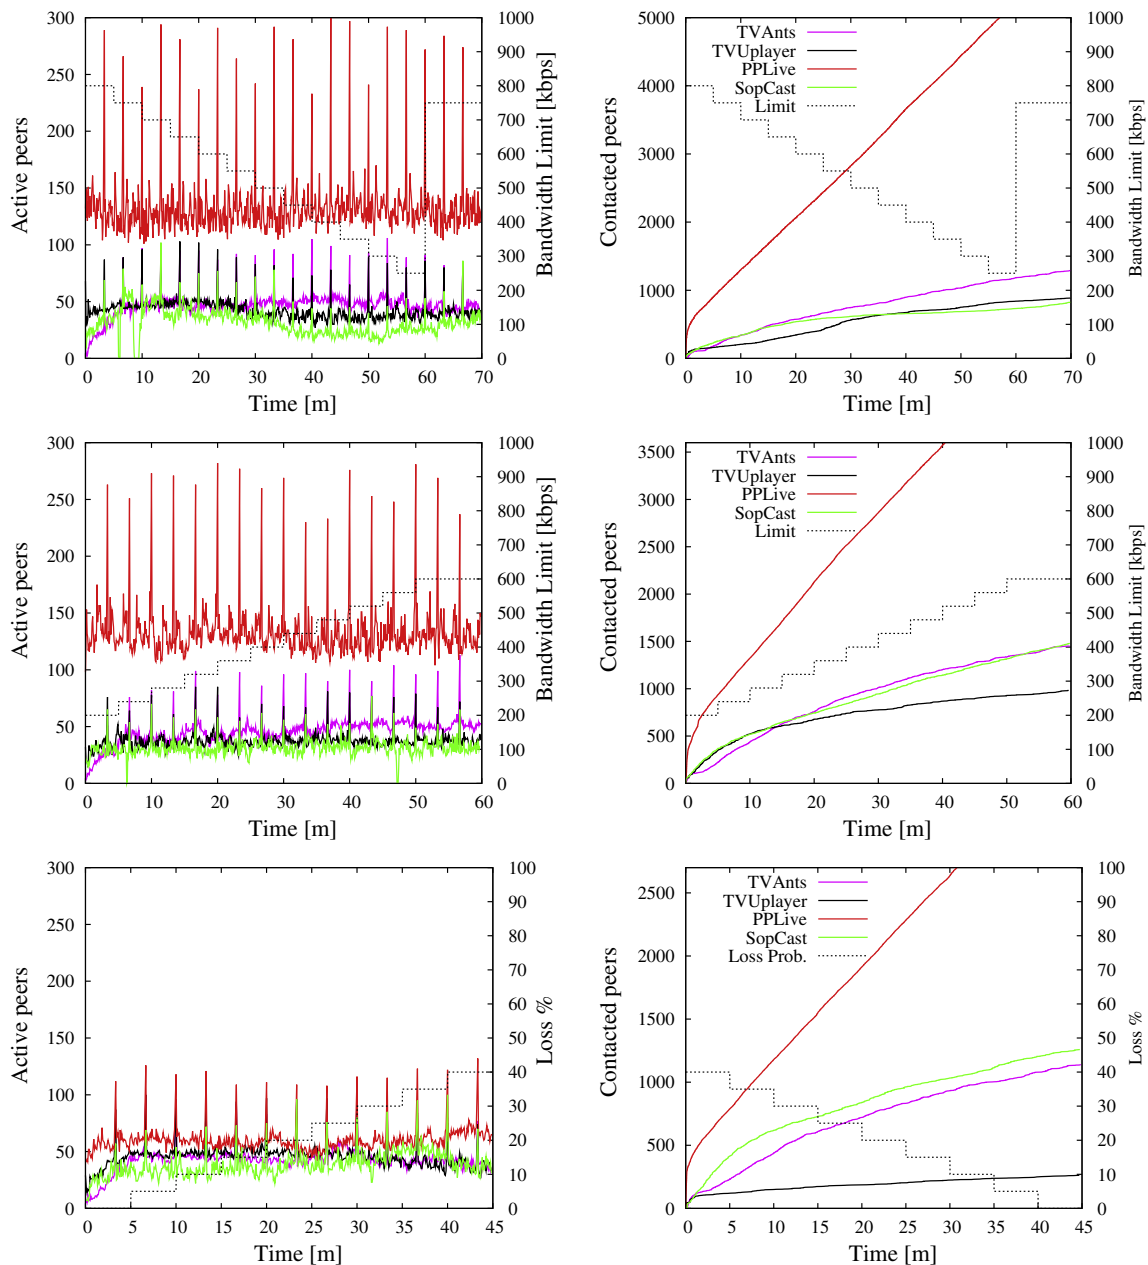 300
250
200
150
100
50
0
0 10 20 30 40 50 60 70
1000
900
800
700
600
500
400
300
200
100
0
Active peers
Bandwidth Limit [kbps]
Time [m]
5000
4000
3000
2000
1000
0
0 10 20 30 40 50 60 70
1000
900
800
700
600
500
400
300
200
100
0
TVAnts
TVUplayer
PPLive
SopCast
Limit
Contacted peers
Bandwidth Limit [kbps]
Time [m]
300
250
200
150
100
50
0
0 10 20 30 40 50 60
1000
900
800
700
600
500
400
300
200
100
0
Active peers
Bandwidth Limit [kbps]
Time [m]
3500
3000
2500
2000
1500
1000
500
0
0 10 20 30 40 50 60
1000
900
800
700
600
500
400
300
200
100
0
TVAnts
TVUplayer
PPLive
SopCast
Limit
Contacted peers
Bandwidth Limit [kbps]
Time [m]
300
250
200
150
100
50
0
0 5 10 15 20 25 30 35 40 45
100
90
80
70
60
50
40
30
20
10
0
Active peers
Loss %
Time [m]
2500
2000
1500
1000
500
0
0 5 10 15 20 25 30 35 40 45
100
90
80
70
60
50
40
30
20
10
0
TVAnts
TVUplayer
PPLive
SopCast
Loss Prob.
Contacted peers
Loss %
Time [m]